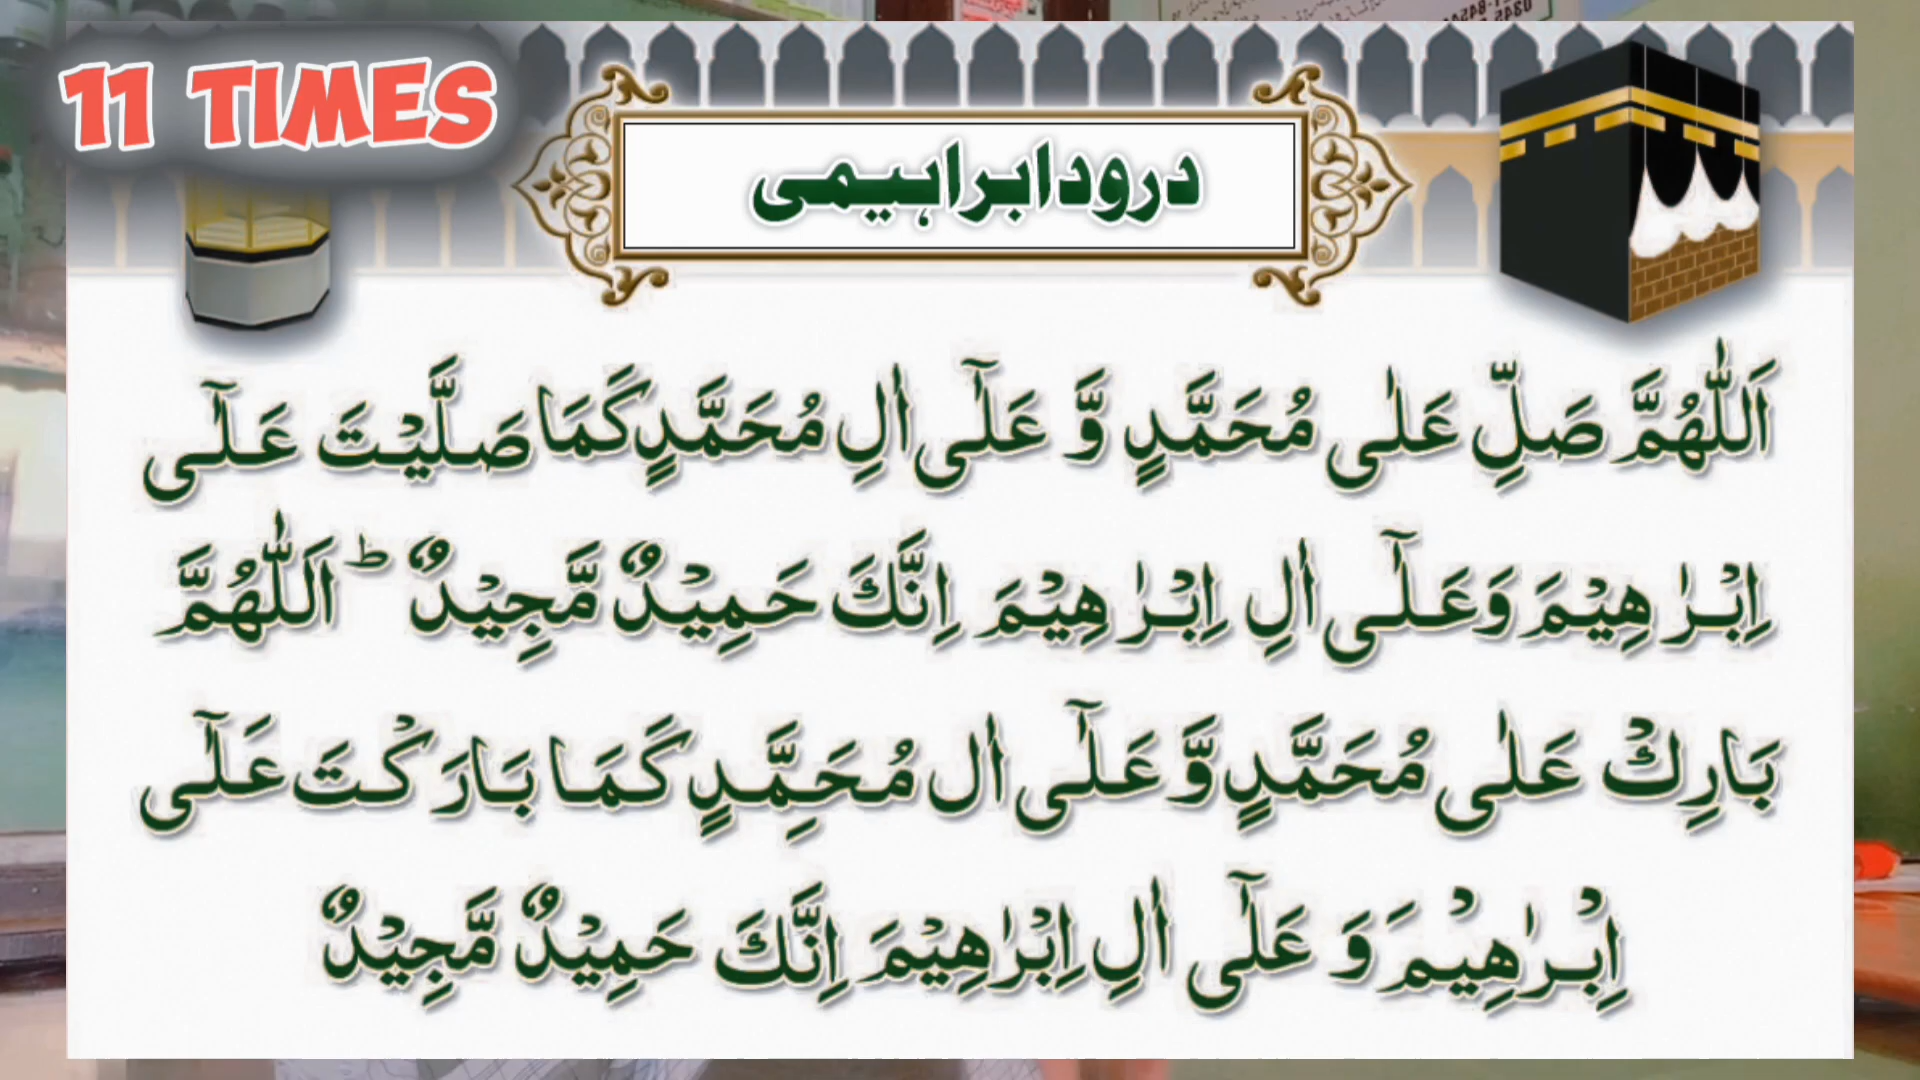 11 TIMES
درود ابراہیمی
اَللّٰهُمَّ صَلِّ عَلٰى مُحَمَّدٍ وَّ عَلٰٓى اٰلِ مُحَمَّدٍ كَمَا صَلَّيْتَ عَلٰٓى
اِبْرٰهِيْمَ وَعَلٰٓى اٰلِ اِبْرٰهِيْمَ اِنَّكَ حَمِيْدٌ مَّجِيْدٌ ؕ اَللّٰهُمَّ
بَارِكْ عَلٰى مُحَمَّدٍ وَّ عَلٰٓى اٰل مُحَمَِّدٍ كَمَا بَارَكْتَ عَلٰٓى
اِبْرٰهِيْمَ وَ عَلٰٓى اٰلِ اِبْرٰهِيْمَ اِنَّكَ حَمِيْدٌ مَّجِيْدٌ